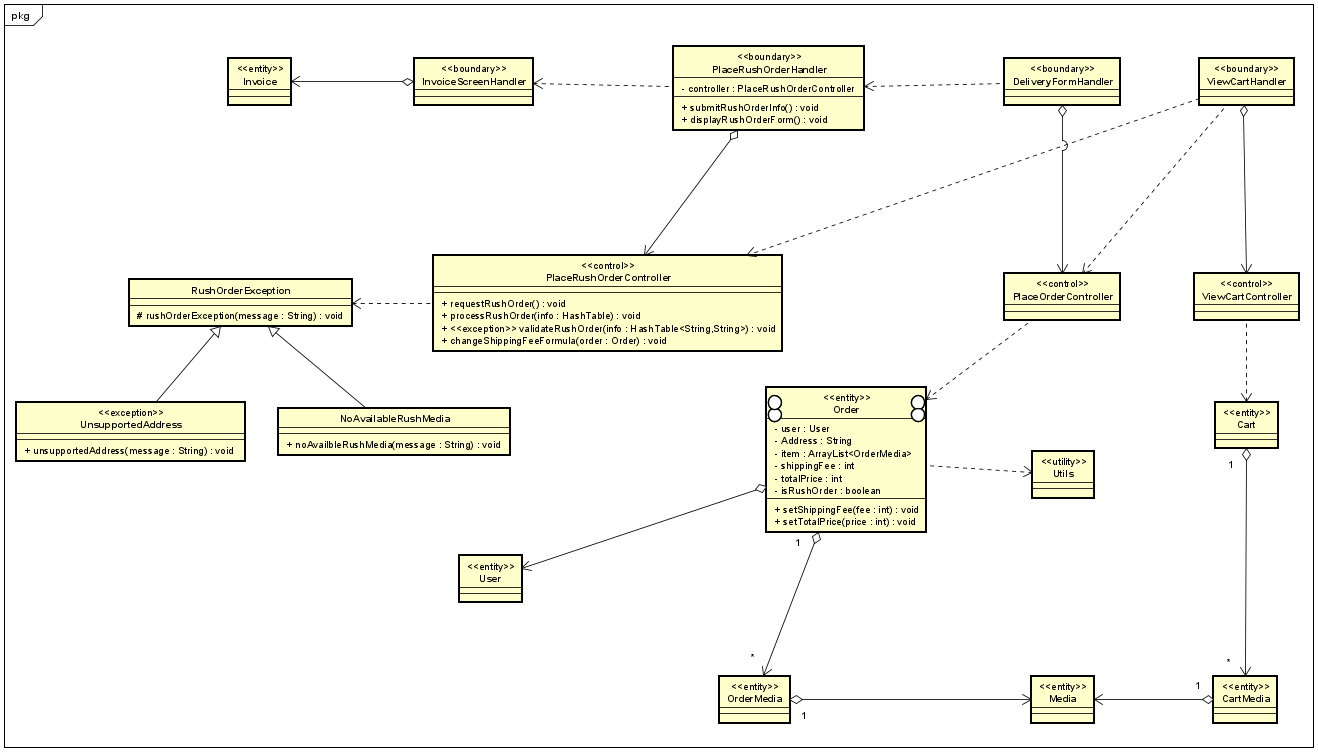 pkg
<<entity>>
Invoice
<<boundary>>
InvoiceScreenHandler
<<boundary>>
PlaceRushOrderHandler
- controller : PlaceRushOrderController
+ submitRushOrderInfo() : void
+ displayRushOrderForm() : void
<<boundary>>
DeliveryFormHandler
<<boundary>>
ViewCartHandler
RushOrderException
# rushOrderException(message : String) : void
<<control>>
PlaceRushOrderController
+ requestRushOrder() : void
+ processRushOrder(info : HashTable) : void
+ <<exception>> validateRushOrder(info : HashTable<String,String>) : void
+ changeShippingFeeFormula(order : Order) : void
<<control>>
PlaceOrderController
<<control>>
ViewCartController
<<exception>>
UnsupportedAddress
+ unsupportedAddress(message : String) : void
NoAvailableRushMedia
+ noAvailbleRushMedia(message : String) : void
<<entity>>
Order
- user : User
- Address : String
- item : ArrayList<OrderMedia>
- shippingFee : int
- totalPrice : int
- isRushOrder : boolean
+ setShippingFee(fee : int) : void
+ setTotalPrice(price : int) : void
<<entity>>
Cart
1
<<utility>>
Utils
1
<<entity>>
User
*
*
<<entity>>
OrderMedia
1
<<entity>>
Media
1
<<entity>>
CartMedia